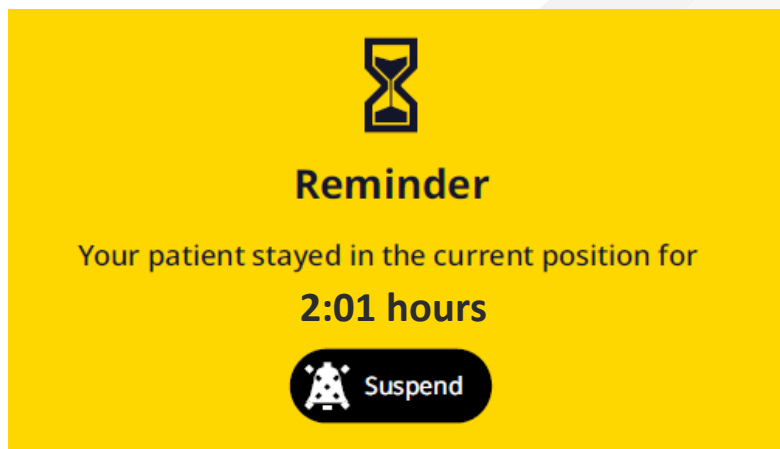 Reminder
Your patient stayed in the current position for
2:01 hours
Suspend